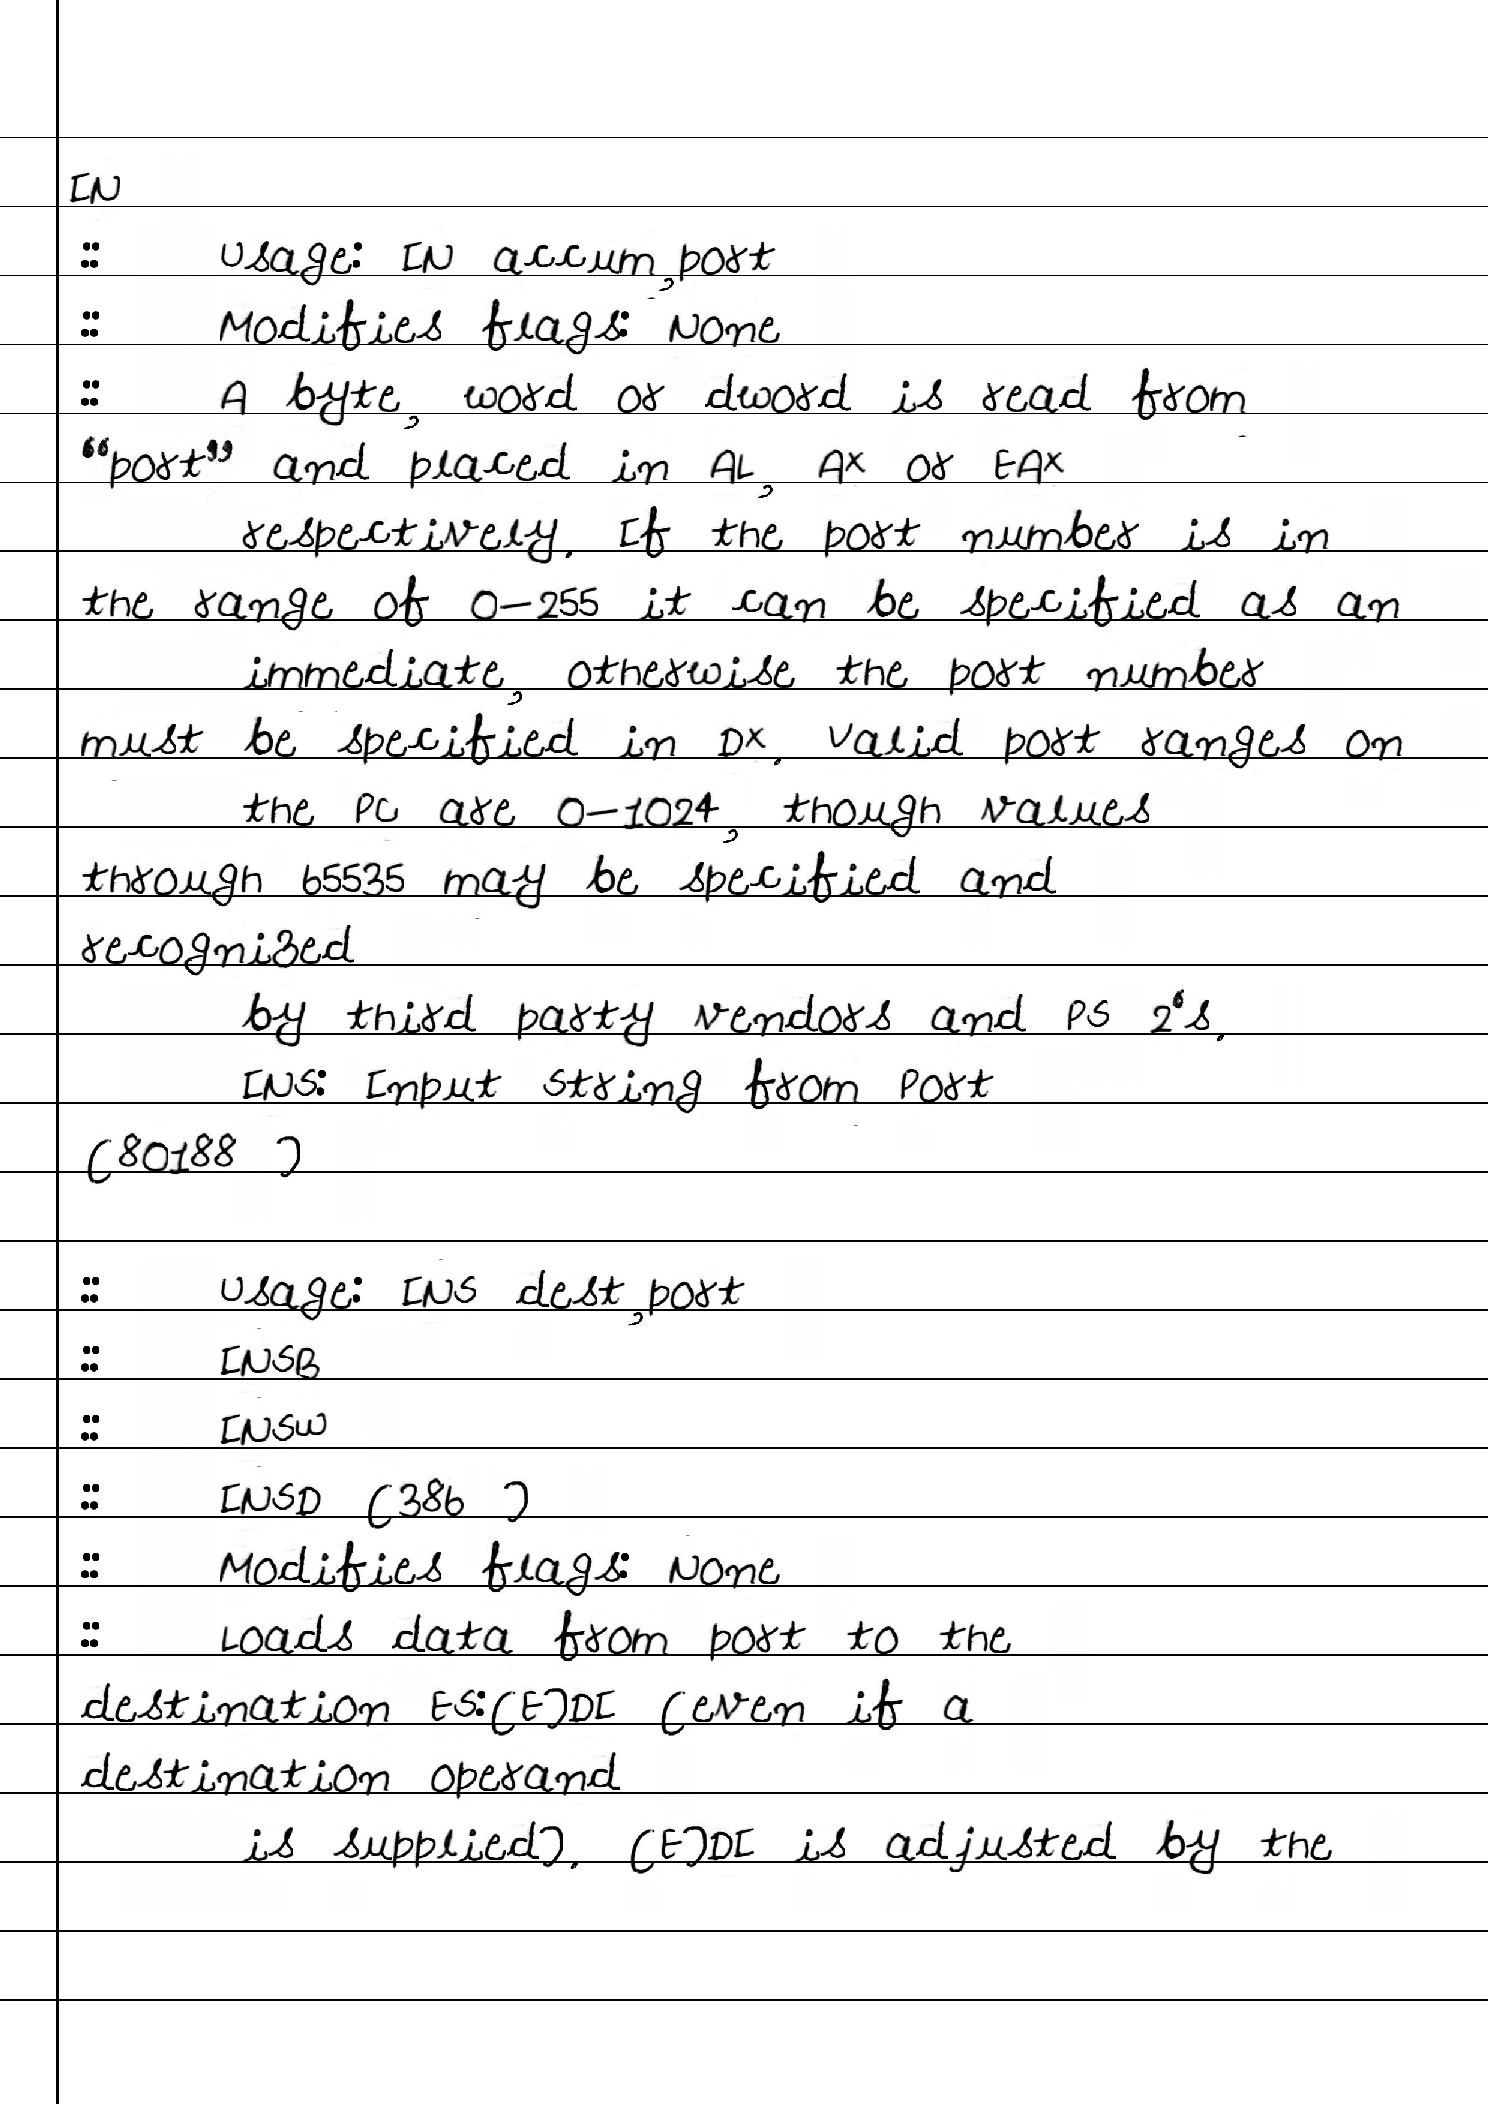 IN
:: Usage: IN accum,port
:: Modifies flags: None
:: A byte, word or dword is read from
“port” and placed in AL, AX or EAX
respectively. If the port number is in
the range of 0-255 it can be specified as an
immediate, otherwise the port number
must be specified in DX. Valid port ranges on
the PC are 0-1024, though values
through 65535 may be specified and
recognized
by third party vendors and PS 2‘s.
INS: Input String from Port
(80188 )
:: Usage: INS dest,port
:: INSB
:: INSW
:: INSD (386 )
:: Modifies flags: None
:: Loads data from port to the
destination ES:(E)DI (even if a
destination operand
is supplied). (E)DI is adjusted by the